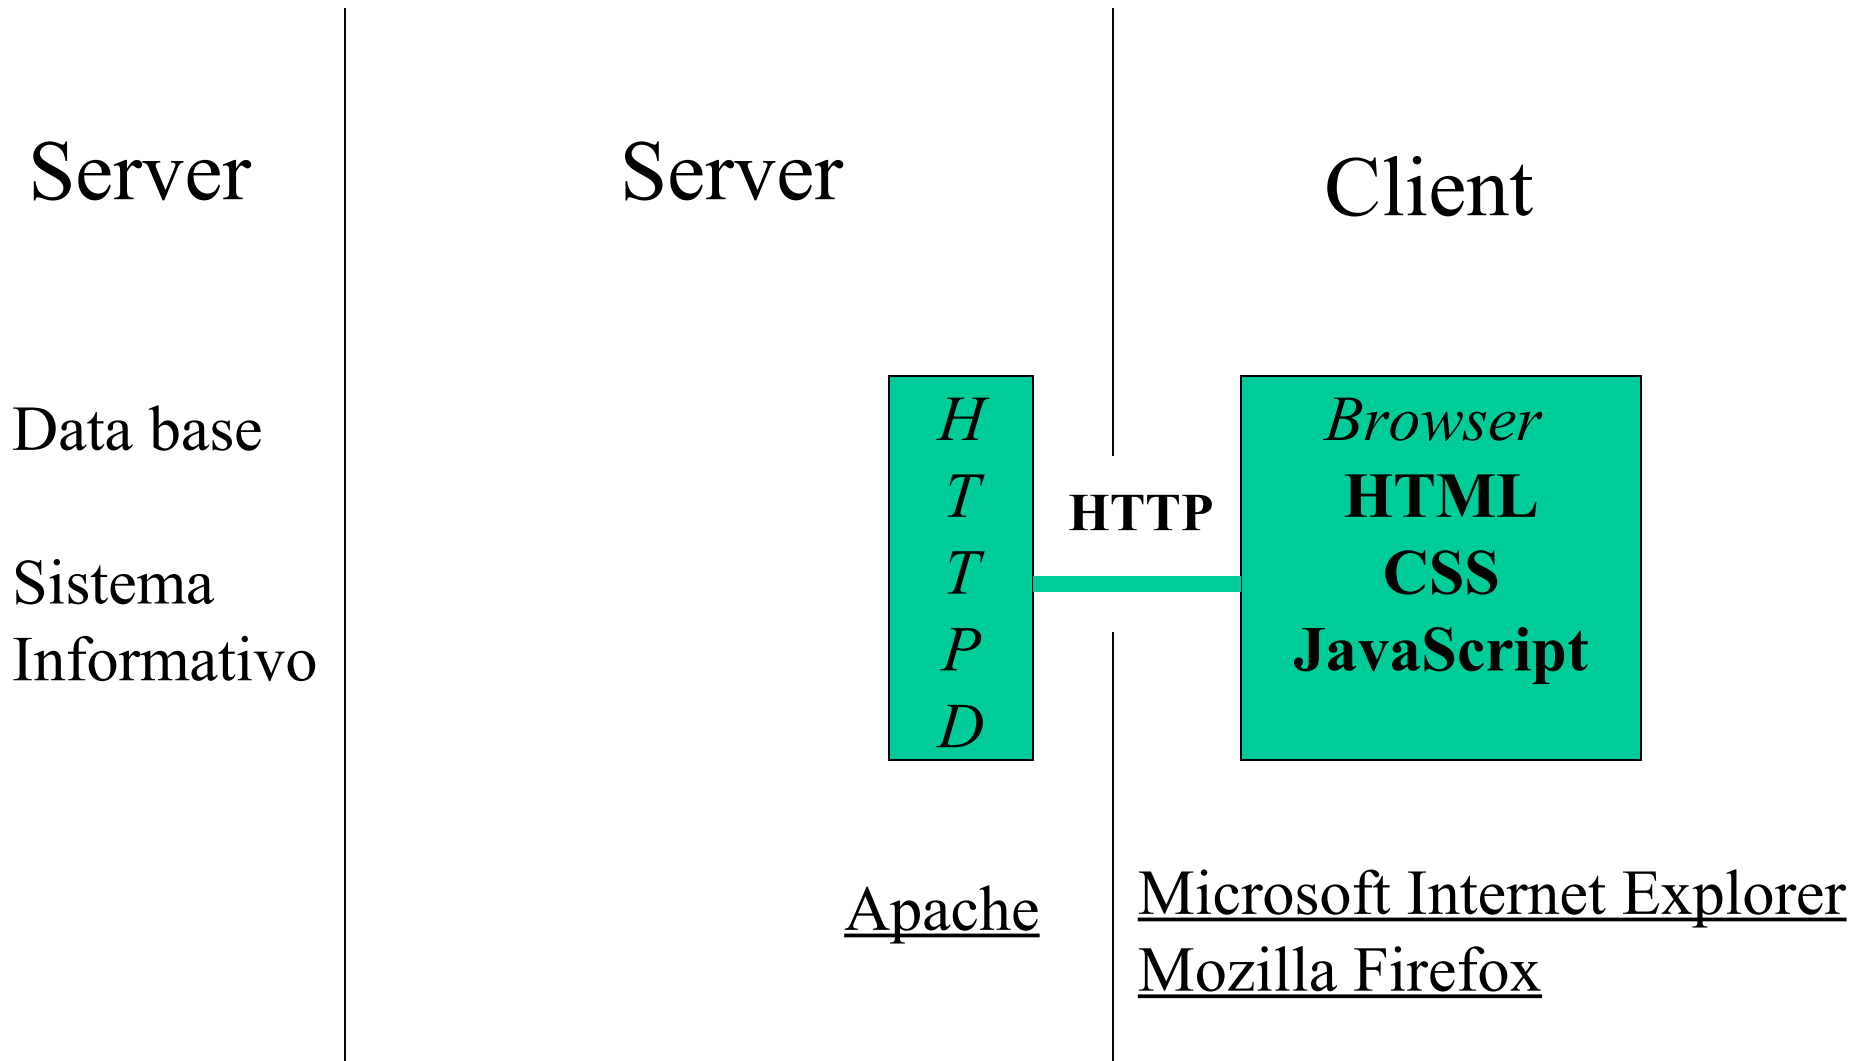 Server
Server
Client
Data base
Sistema
Informativo
H
T
T
P
D
HTTP
Browser
HTML
CSS
JavaScript
Apache
Microsoft Internet Explorer
Mozilla Firefox